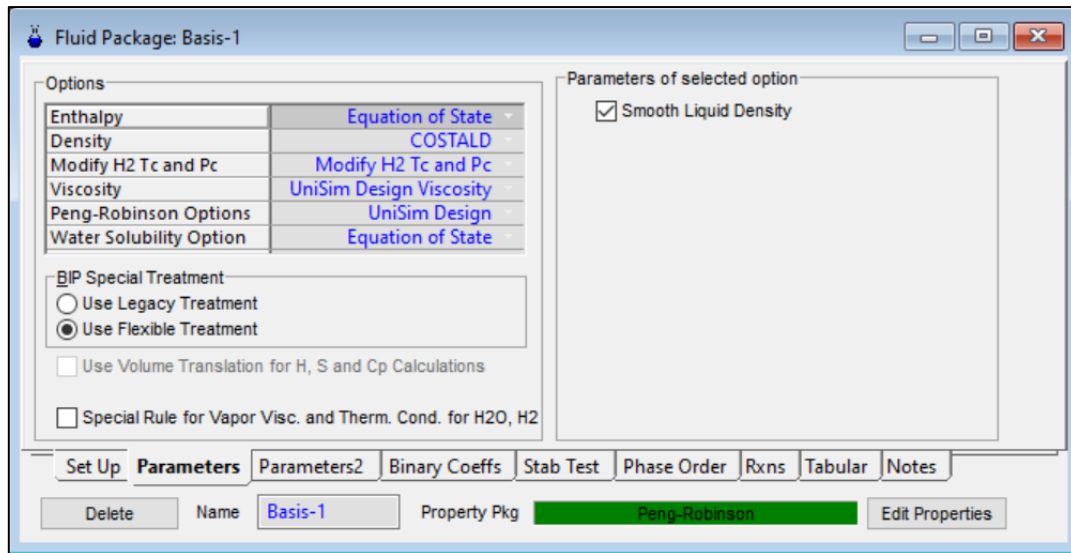 Fluid Package: Basis-1
Options
Enthalpy Equation of State
Density COSTALD
Modify H2 Tc and Pc Modify H2 Tc and Pc
Viscosity UniSim Design Viscosity
Peng-Robinson Options UniSim Design
Water Solubility Option Equation of State
BIP Special Treatment
Use Legacy Treatment
Use Flexible Treatment
Use Volume Translation for H, S and Cp Calculations
Special Rule for Vapor Visc. and Therm. Cond. for H2O, H2
Parameters of selected option
Smooth Liquid Density
Set Up Parameters Parameters2 Binary Coeffs Stab Test Phase Order Rxns Tabular Notes
Delete Name Basis-1 Property Pkg Peng-Robinson Edit Properties